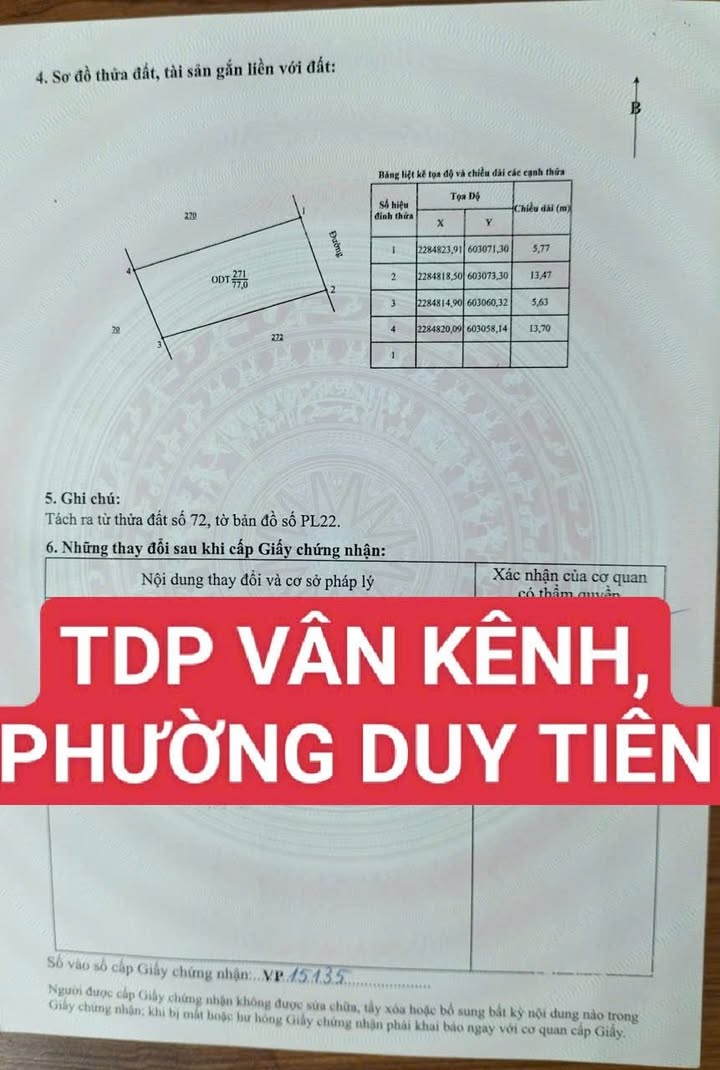 4. Sơ đồ thửa đất, tài sản gắn liền với đất:
B
Bảng liệt kê tọa độ và chiều dài các cạnh thửa
Số hiệu đỉnh thửa Tọa Độ Chiều dài (m)
X Y
1 2284823,91 603071,30 5,77
2 2284818,50 603073,30 13,47
3 2284814,90 603060,32 5,63
4 2284820,09 603058,14 13,70
1
270
1
Đường
4
ODT 271
77,0
2
20
3
272
5. Ghi chú:
Tách ra từ thửa đất số 72, tờ bản đồ số PL22.
6. Những thay đổi sau khi cấp Giấy chứng nhận:
Nội dung thay đổi và cơ sở pháp lý
Xác nhận của cơ quan
có thẩm quyền
TDP VÂN KÊNH,
PHƯỜNG DUY TIÊN
Số vào sổ cấp Giấy chứng nhận:...VP 15135
Người được cấp Giấy chứng nhận không được sửa chữa, tẩy xóa hoặc bổ sung bất kỳ nội dung nào trong
Giấy chứng nhận; khi bị mất hoặc hư hỏng Giấy chứng nhận phải khai báo ngay với cơ quan cấp Giấy.